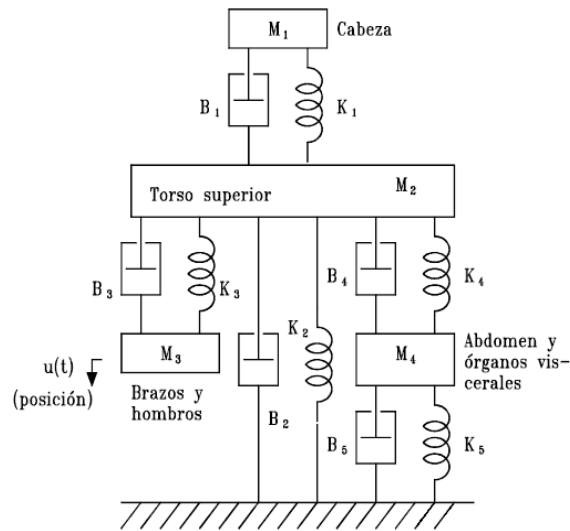 M1 Cabeza
B1
K1
Torso superior M2
B3
K3
K2
B4
K4
M3
M4
Abdomen y
órganos vis-
cerales
u(t)
(posición)
Brazos y
hombros
B2
B5
K5